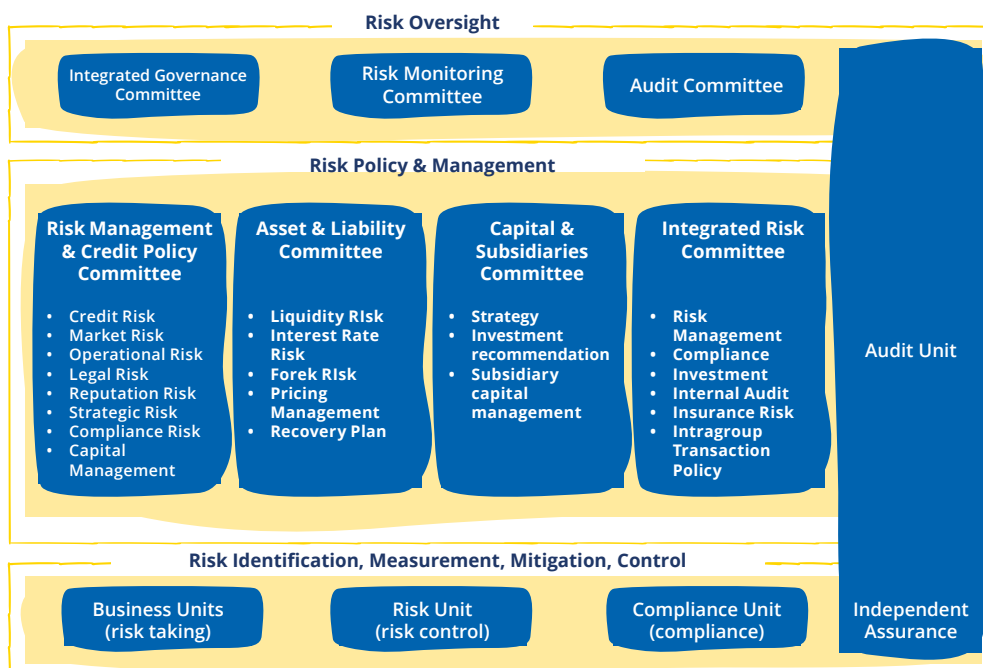 Risk Oversight
Integrated Governance
Committee
Risk Monitoring
Committee
Audit Committee
Risk Policy & Management
Risk Management
& Credit Policy
Committee
• Credit Risk
• Market Risk
• Operational Risk
• Legal Risk
• Reputation Risk
• Strategic Risk
• Compliance Risk
• Capital
Management
Asset & Liability
Committee
• Liquidity RIsk
• Interest Rate
Risk
• Forek RIsk
• Pricing
Management
• Recovery Plan
Capital &
Subsidiaries
Committee
• Strategy
• Investment
recommendation
• Subsidiary
capital
management
Integrated Risk
Committee
• Risk
Management
• Compliance
• Investment
• Internal Audit
• Insurance Risk
• Intragroup
Transaction
Policy
Audit Unit
Risk Identification, Measurement, Mitigation, Control
Business Units
(risk taking)
Risk Unit
(risk control)
Compliance Unit
(compliance)
Independent
Assurance